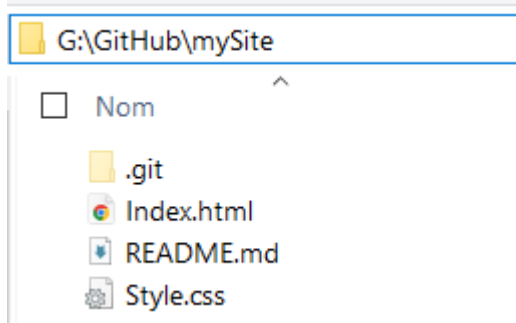 G:\GitHub\mySite
Nom
.git
Index.html
README.md
Style.css